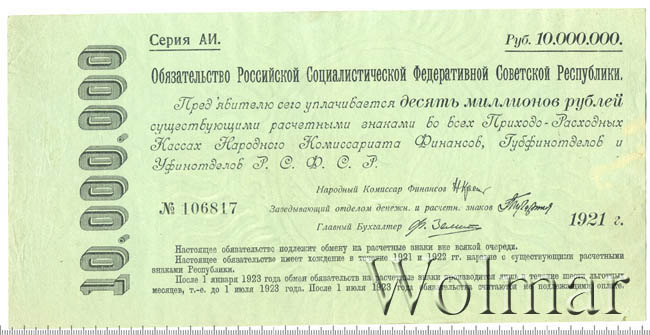 10.000.000
Серия АИ.
Руб. 10.000.000.
Обязательство Российской Социалистической Федеративной Советской Республики.
Пред'явителю сего уплачивается десять миллионов рублей
существующими расчетными знаками во всех Приходо-Расходных
Кассах Народного Комиссариата Финансов, Губфинотделов и
Уфинотделов Р. С. Ф. С. Р.
Народный Комиссар Финансов
№ 106817
Заведывающий отделом денежн. и расчетн. знаков
1921 г.
Главный Бухгалтер
Настоящее обязательство подлежит обмену на расчетные знаки вне всякой очереди.
Настоящее обязательство имеет хождение в течение 1921 и 1922 гг. наравне с существующими расчетными
знаками Республики.
После 1 января 1923 года обмен обязательств на расчетные знаки производится лишь в течение шести льготных
месяцев, т.-е. до 1 июля 1923 года. После 1 июля 1923 года обязательства считаются не подлежащими оплате.
Wolmar